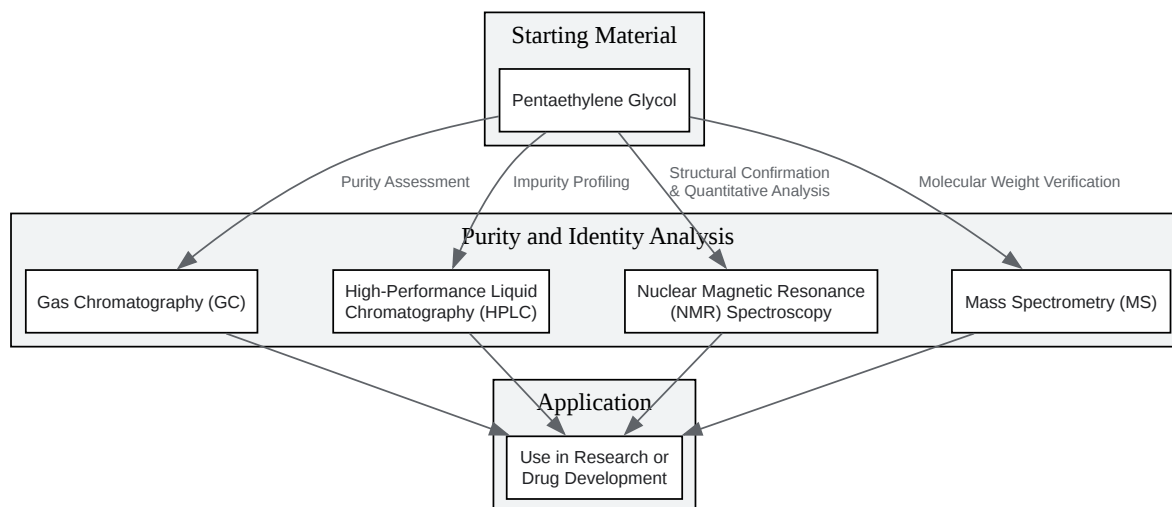 Starting Material
Pentaethylene Glycol
Purity Assessment
Impurity Profiling
Structural Confirmation
& Quantitative Analysis
Molecular Weight Verification
Purity and Identity Analysis
Gas Chromatography (GC)
High-Performance Liquid
Chromatography (HPLC)
Nuclear Magnetic Resonance
(NMR) Spectroscopy
Mass Spectrometry (MS)
Application
Use in Research or
Drug Development